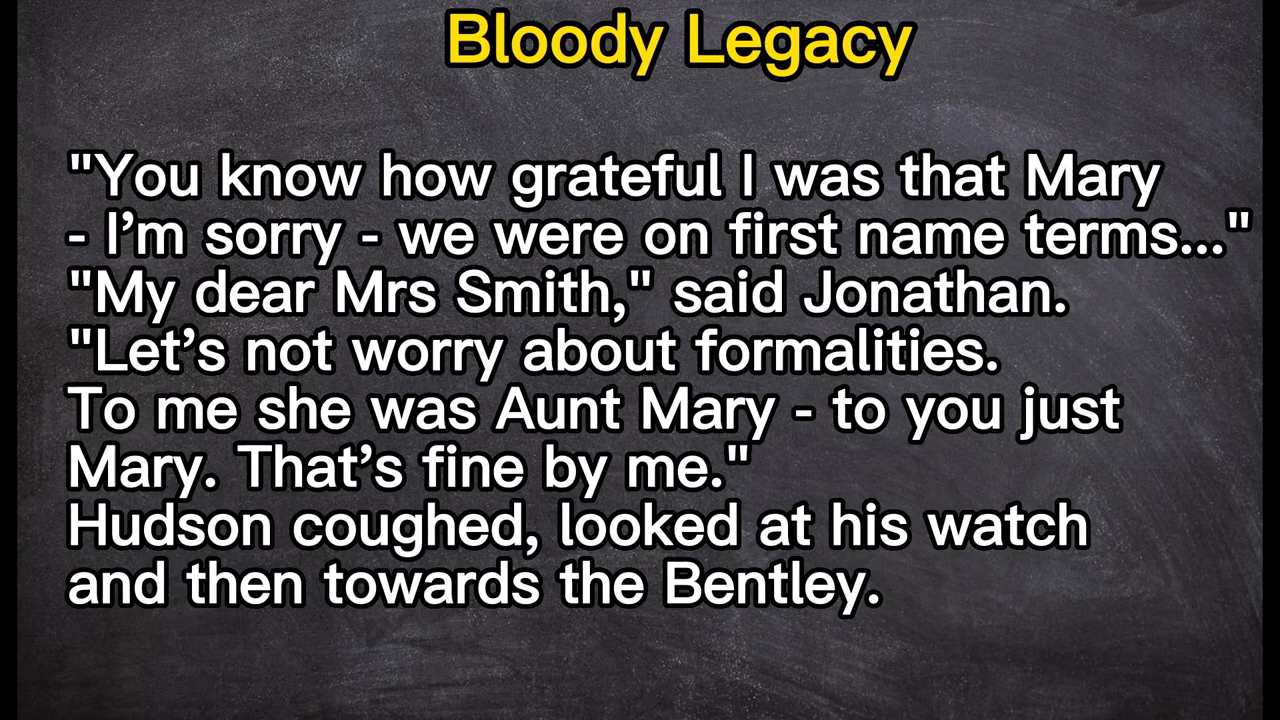 Bloody Legacy
"You know how grateful I was that Mary
- I’m sorry - we were on first name terms..."
"My dear Mrs Smith," said Jonathan.
"Let’s not worry about formalities.
To me she was Aunt Mary - to you just
Mary. That’s fine by me."
Hudson coughed, looked at his watch
and then towards the Bentley.